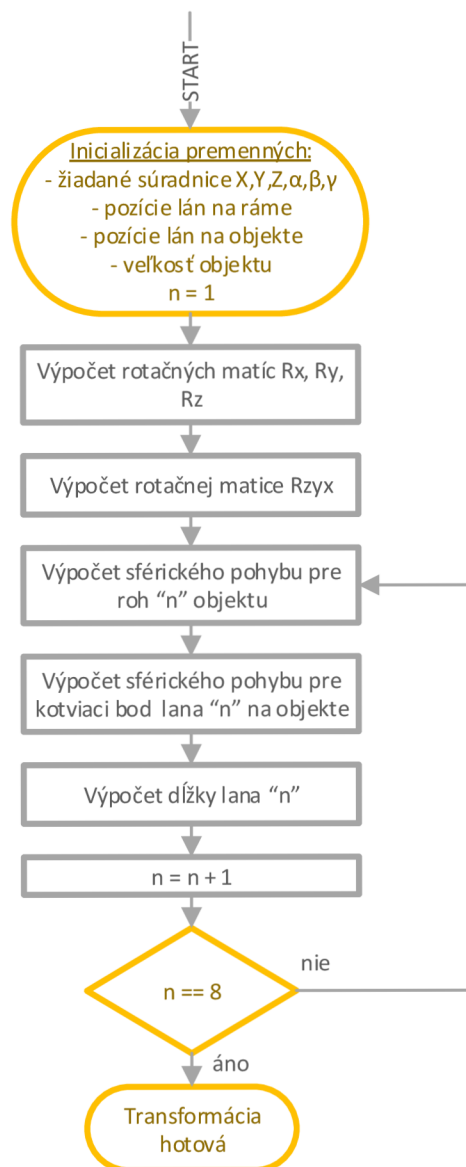 START
Inicializácia premenných:
- žiadané súradnice X,Y,Z,α,β,γ
- pozície lán na ráme
- pozície lán na objekte
- veľkosť objektu
n = 1
Výpočet rotačných matíc Rx, Ry,
Rz
Výpočet rotačnej matice Rzyx
Výpočet sférického pohybu pre
roh “n” objektu
Výpočet sférického pohybu pre
kotviaci bod lana “n” na objekte
Výpočet dĺžky lana “n”
n = n + 1
n == 8
nie
áno
Transformácia
hotová